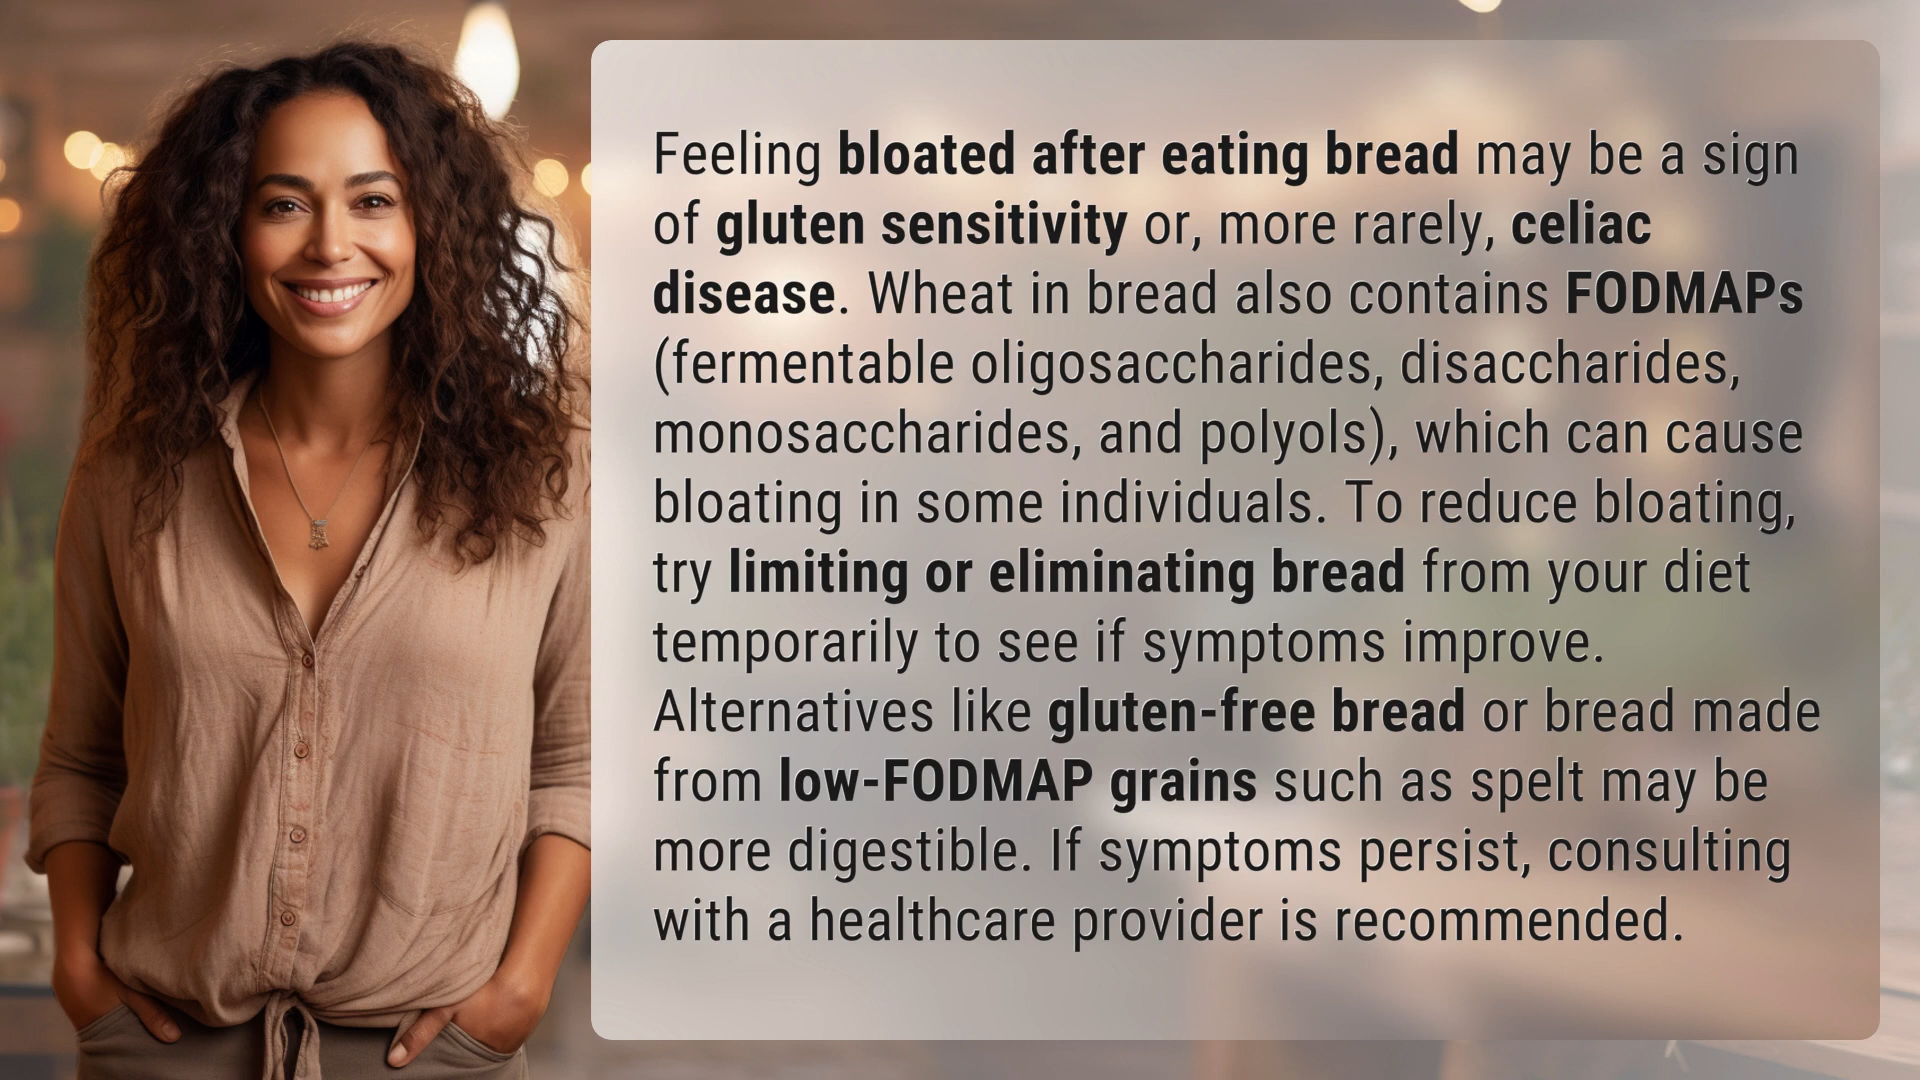 Feeling bloated after eating bread may be a sign
of gluten sensitivity or, more rarely, celiac
disease. Wheat in bread also contains FODMAPs
(fermentable oligosaccharides, disaccharides,
monosaccharides, and polyols), which can cause
bloating in some individuals. To reduce bloating,
try limiting or eliminating bread from your diet
temporarily to see if symptoms improve.
Alternatives like gluten-free bread or bread made
from low-FODMAP grains such as spelt may be
more digestible. If symptoms persist, consulting
with a healthcare provider is recommended.